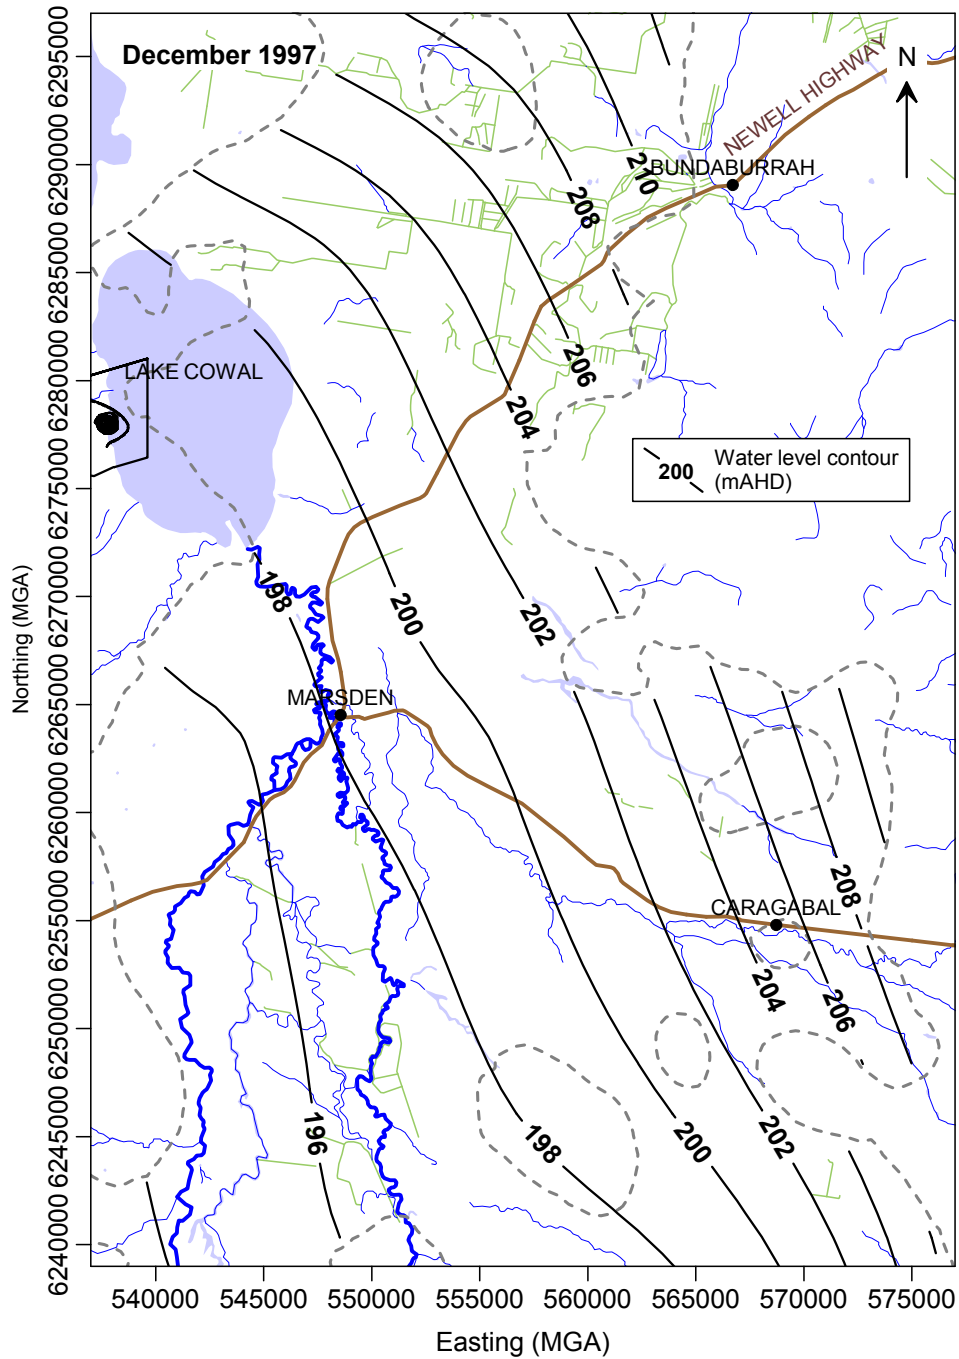 December 1997
N
NEWELL HIGHWAY
BUNDABURRAH
210
208
LAKE COWAL
206
204
200
Water level contour
(mAHD)
198
200
202
MARSDEN
208
CARAGABAL
204
206
196
198
200
202
6295000
6290000
6285000
6280000
6275000
6270000
6265000
6260000
6255000
6250000
6245000
6240000
Northing (MGA)
540000 545000 550000 555000 560000 565000 570000 575000
Easting (MGA)